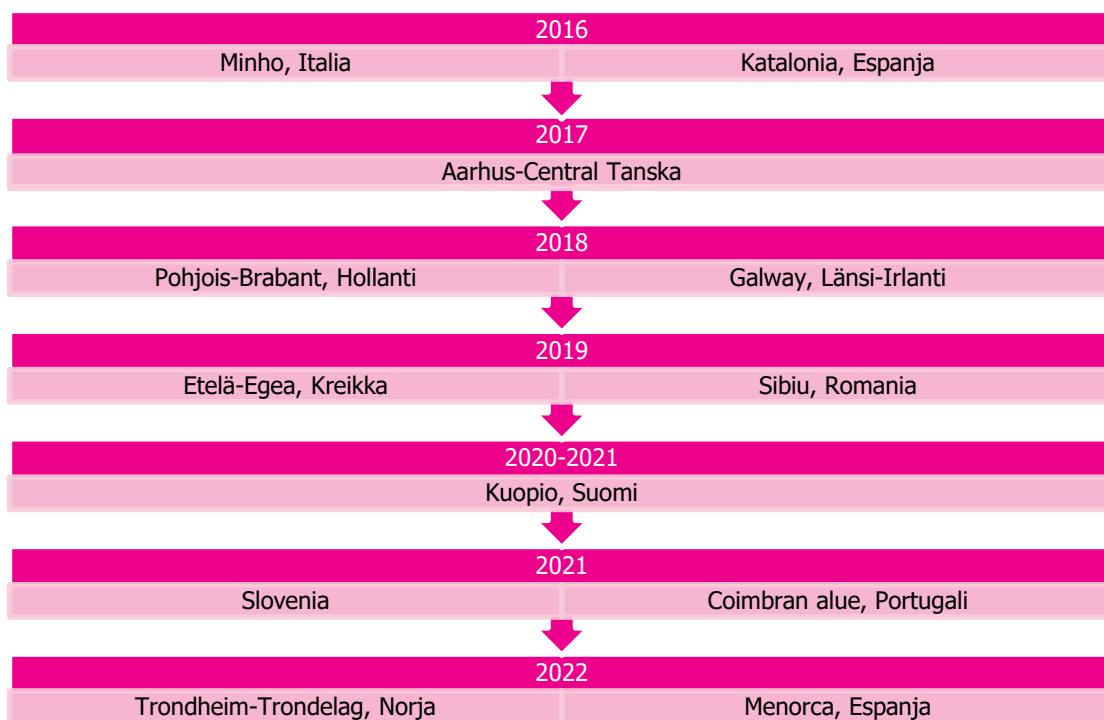 2016
Minho, Italia
Katalonia, Espanja
2017
Aarhus-Central Tanska
2018
Pohjois-Brabant, Hollanti
Galway, Länsi-Irlanti
2019
Etelä-Egea, Kreikka
Sibiu, Romania
2020-2021
Kuopio, Suomi
2021
Slovenia
Coimbran alue, Portugali
2022
Trondheim-Trondelag, Norja
Menorca, Espanja